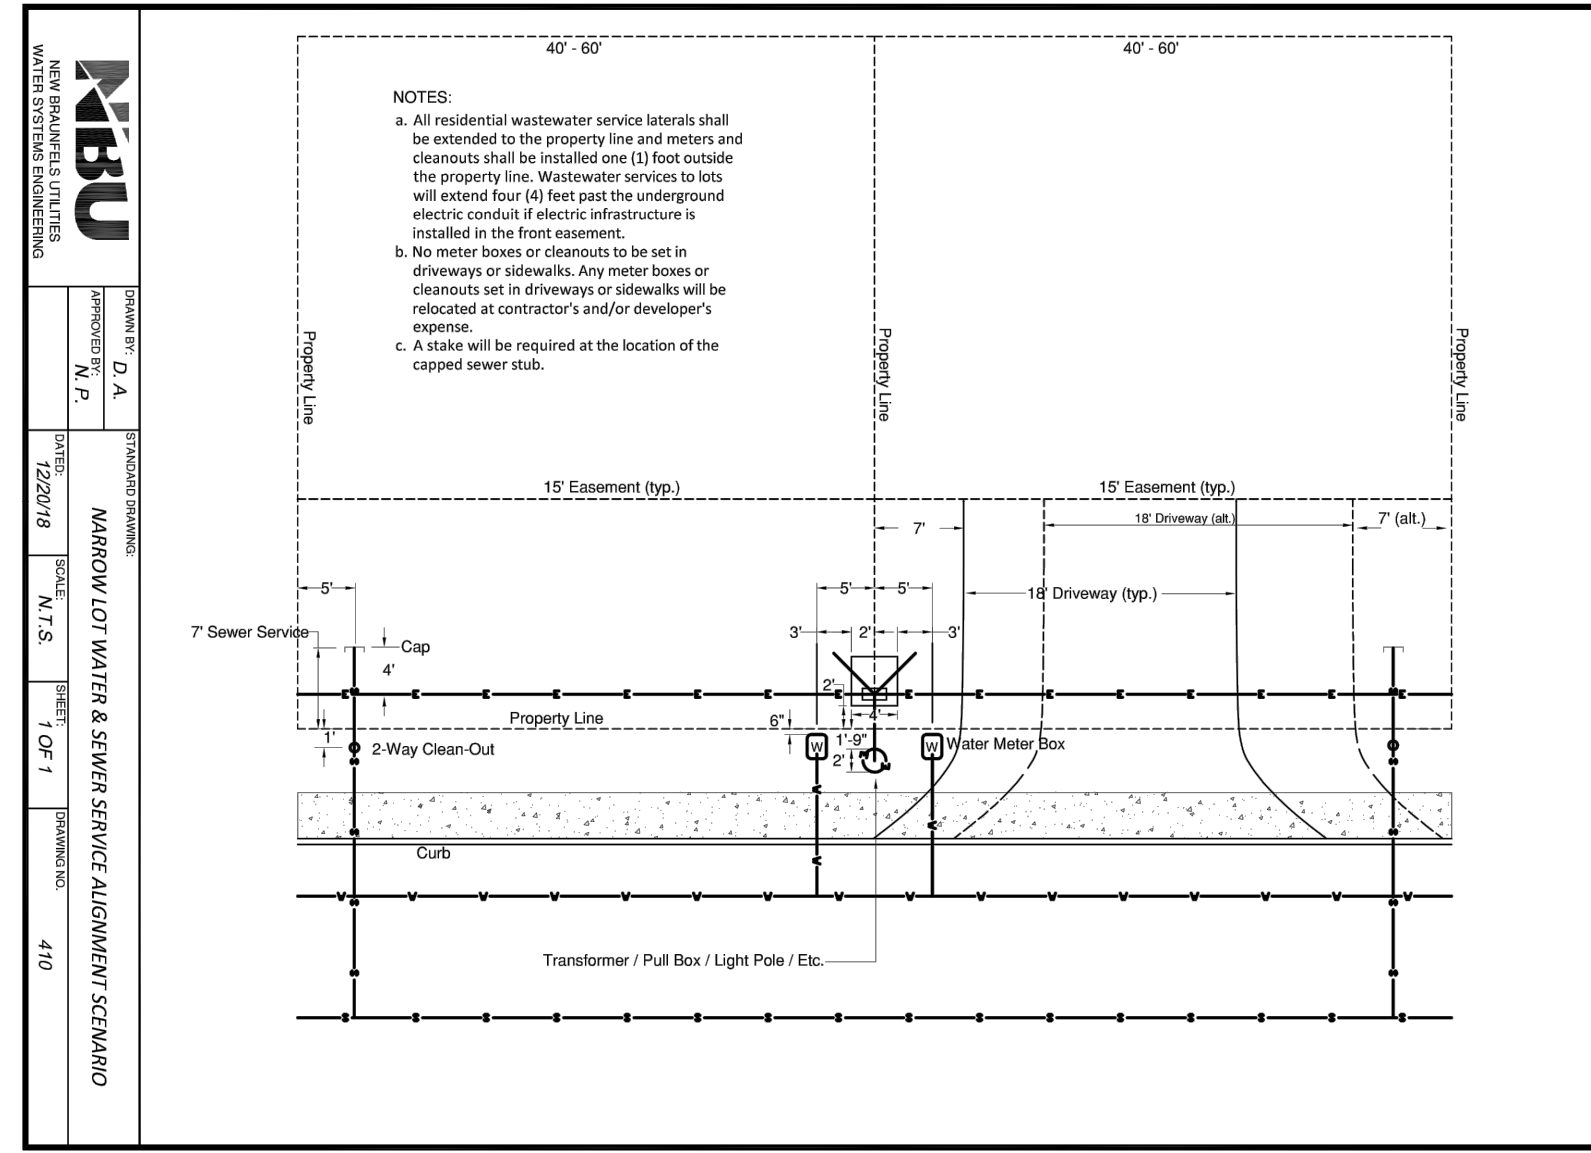 NBU
NEW BRAUNFELS UTILITIES
WATER SYSTEMS ENGINEERING
DRAWN BY: D. A.
APPROVED BY: N. P.
STANDARD DRAWING:
NARROW LOT WATER & SEWER SERVICE ALIGNMENT SCENARIO
DATED: 12/20/18
SCALE: N.T.S.
SHEET: 1 OF 1
DRAWING NO. 410
40' - 60'
40' - 60'
NOTES:
a. All residential wastewater service laterals shall
be extended to the property line and meters and
cleanouts shall be installed one (1) foot outside
the property line. Wastewater services to lots
will extend four (4) feet past the underground
electric conduit if electric infrastructure is
installed in the front easement.
b. No meter boxes or cleanouts to be set in
driveways or sidewalks. Any meter boxes or
cleanouts set in driveways or sidewalks will be
relocated at contractor's and/or developer's
expense.
c. A stake will be required at the location of the
capped sewer stub.
Property Line
Property Line
Property Line
15' Easement (typ.)
15' Easement (typ.)
7'
18' Driveway (alt.)
7' (alt.)
5'
5'
5'
18' Driveway (typ.)
7' Sewer Service
Cap
3'
2'
3'
4'
2'
E E E E E E E E E E E E E E E E
Property Line
4'
6"
1'
2-Way Clean-Out
W
1'-9"
2'
W
Water Meter Box
Curb
W W W W W W W W W W W W W W W W
Transformer / Pull Box / Light Pole / Etc.
S S S S S S S S S S S S S S S S